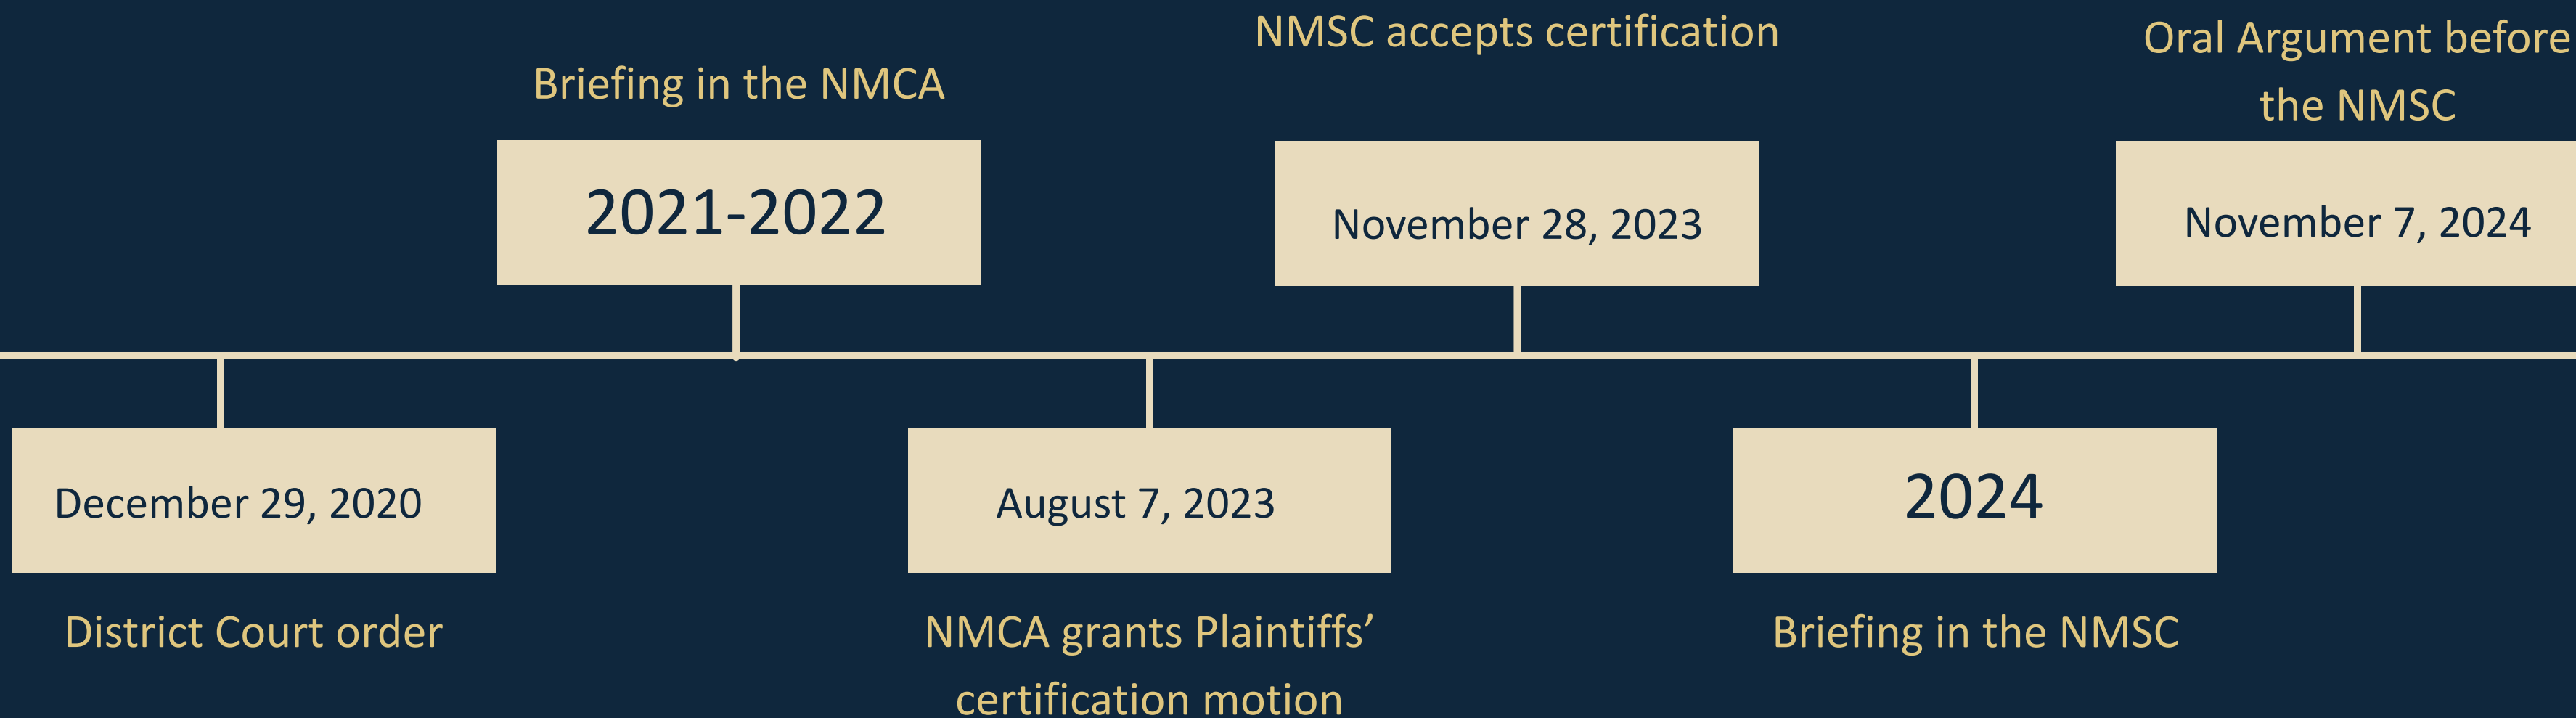 District Court order
December 29, 2020
Briefing in the NMCA
2021-2022
August 7, 2023
NMCA grants Plaintiffs’
certification motion
NMSC accepts certification
November 28, 2023
2024
Briefing in the NMSC
Oral Argument before
the NMSC
November 7, 2024